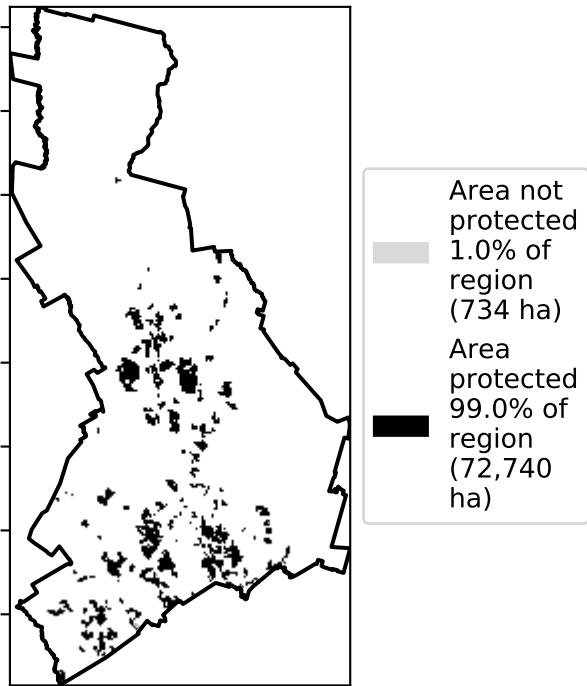 Area not
protected
1.0% of
region
(734 ha)
Area
protected
99.0% of
region
(72,740
ha)